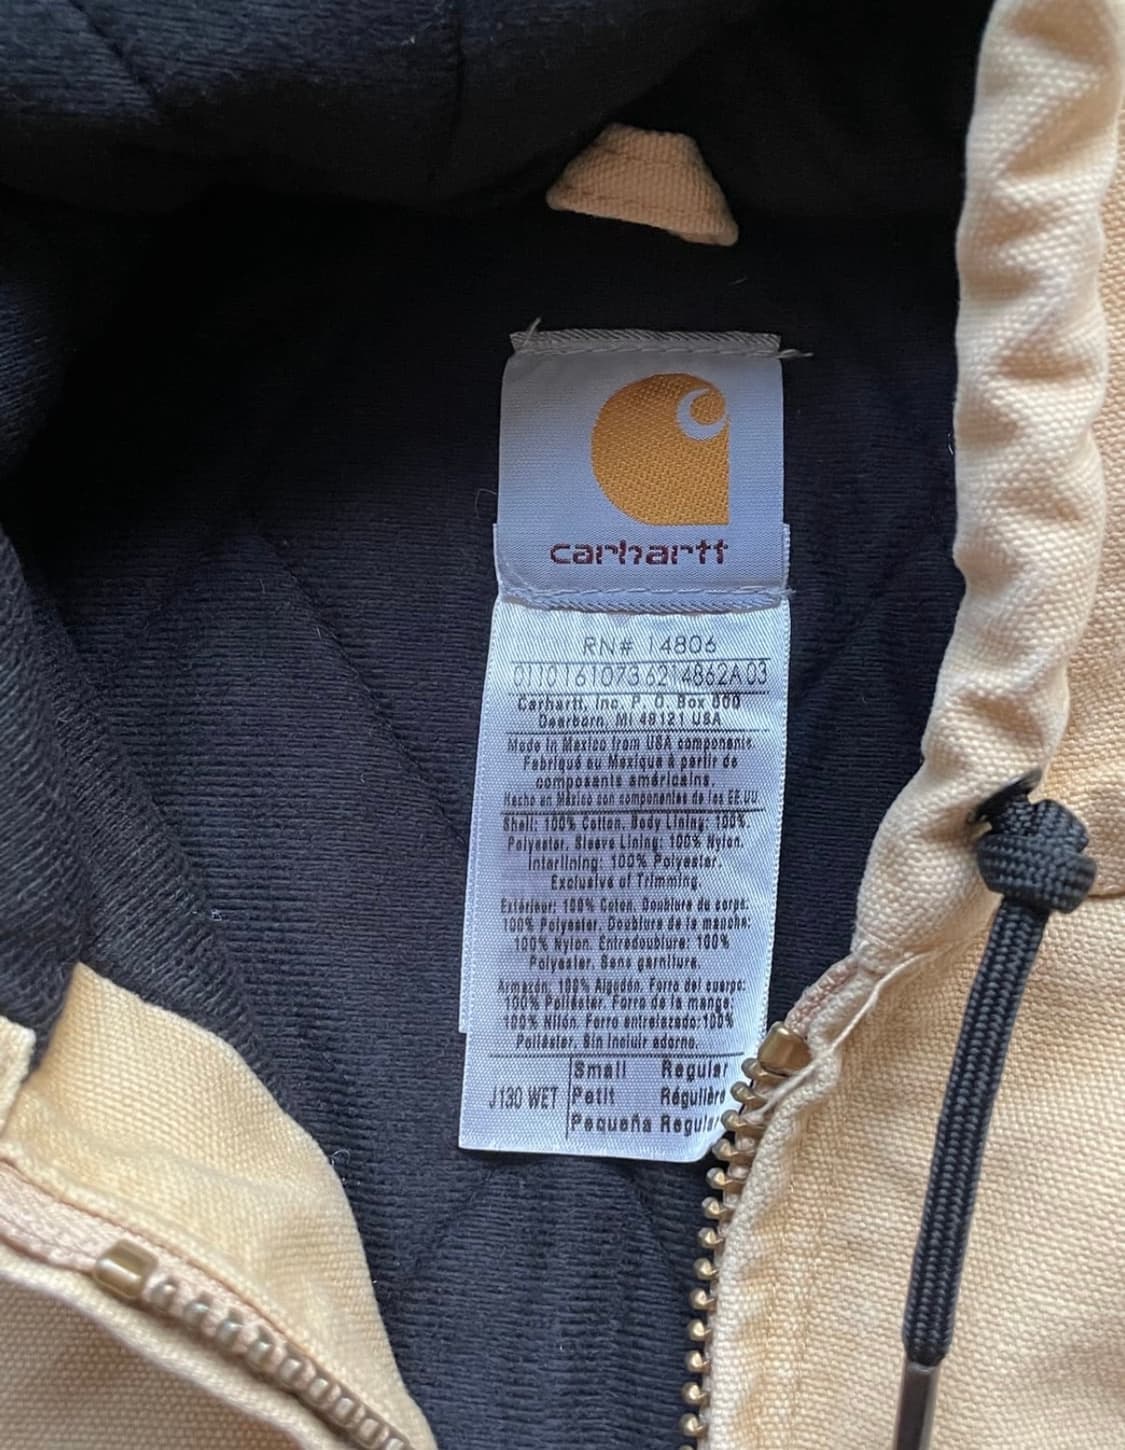 carhartt
RN# 14806
01101610736214862A03
Carhartt, Inc. P. O. Box 600
Dearborn, MI 48121 USA
Made in Mexico from USA components.
Fabriqué au Mexique à partir de
composants américains.
Hecho en México con componentes de los EE.UU.
Shell: 100% Cotton. Body Lining: 100%.
Polyester. Sleeve Lining: 100% Nylon.
Interlining: 100% Polyester.
Exclusive of Trimming.
Extérieur: 100% Coton. Doublure du corps:
100% Polyester. Doublure de la manche:
100% Nylon. Entredoublure: 100%
Polyester. Sans garniture.
Armazón. 100% Algodón. Forro del cuerpo:
100% Poliéster. Forro de la manga:
100% Nilón. Forro entrelazado: 100%
Poliéster. Sin incluir adorno.
J130 WET
Small Regular
Petit Régulière
Pequeña Regular